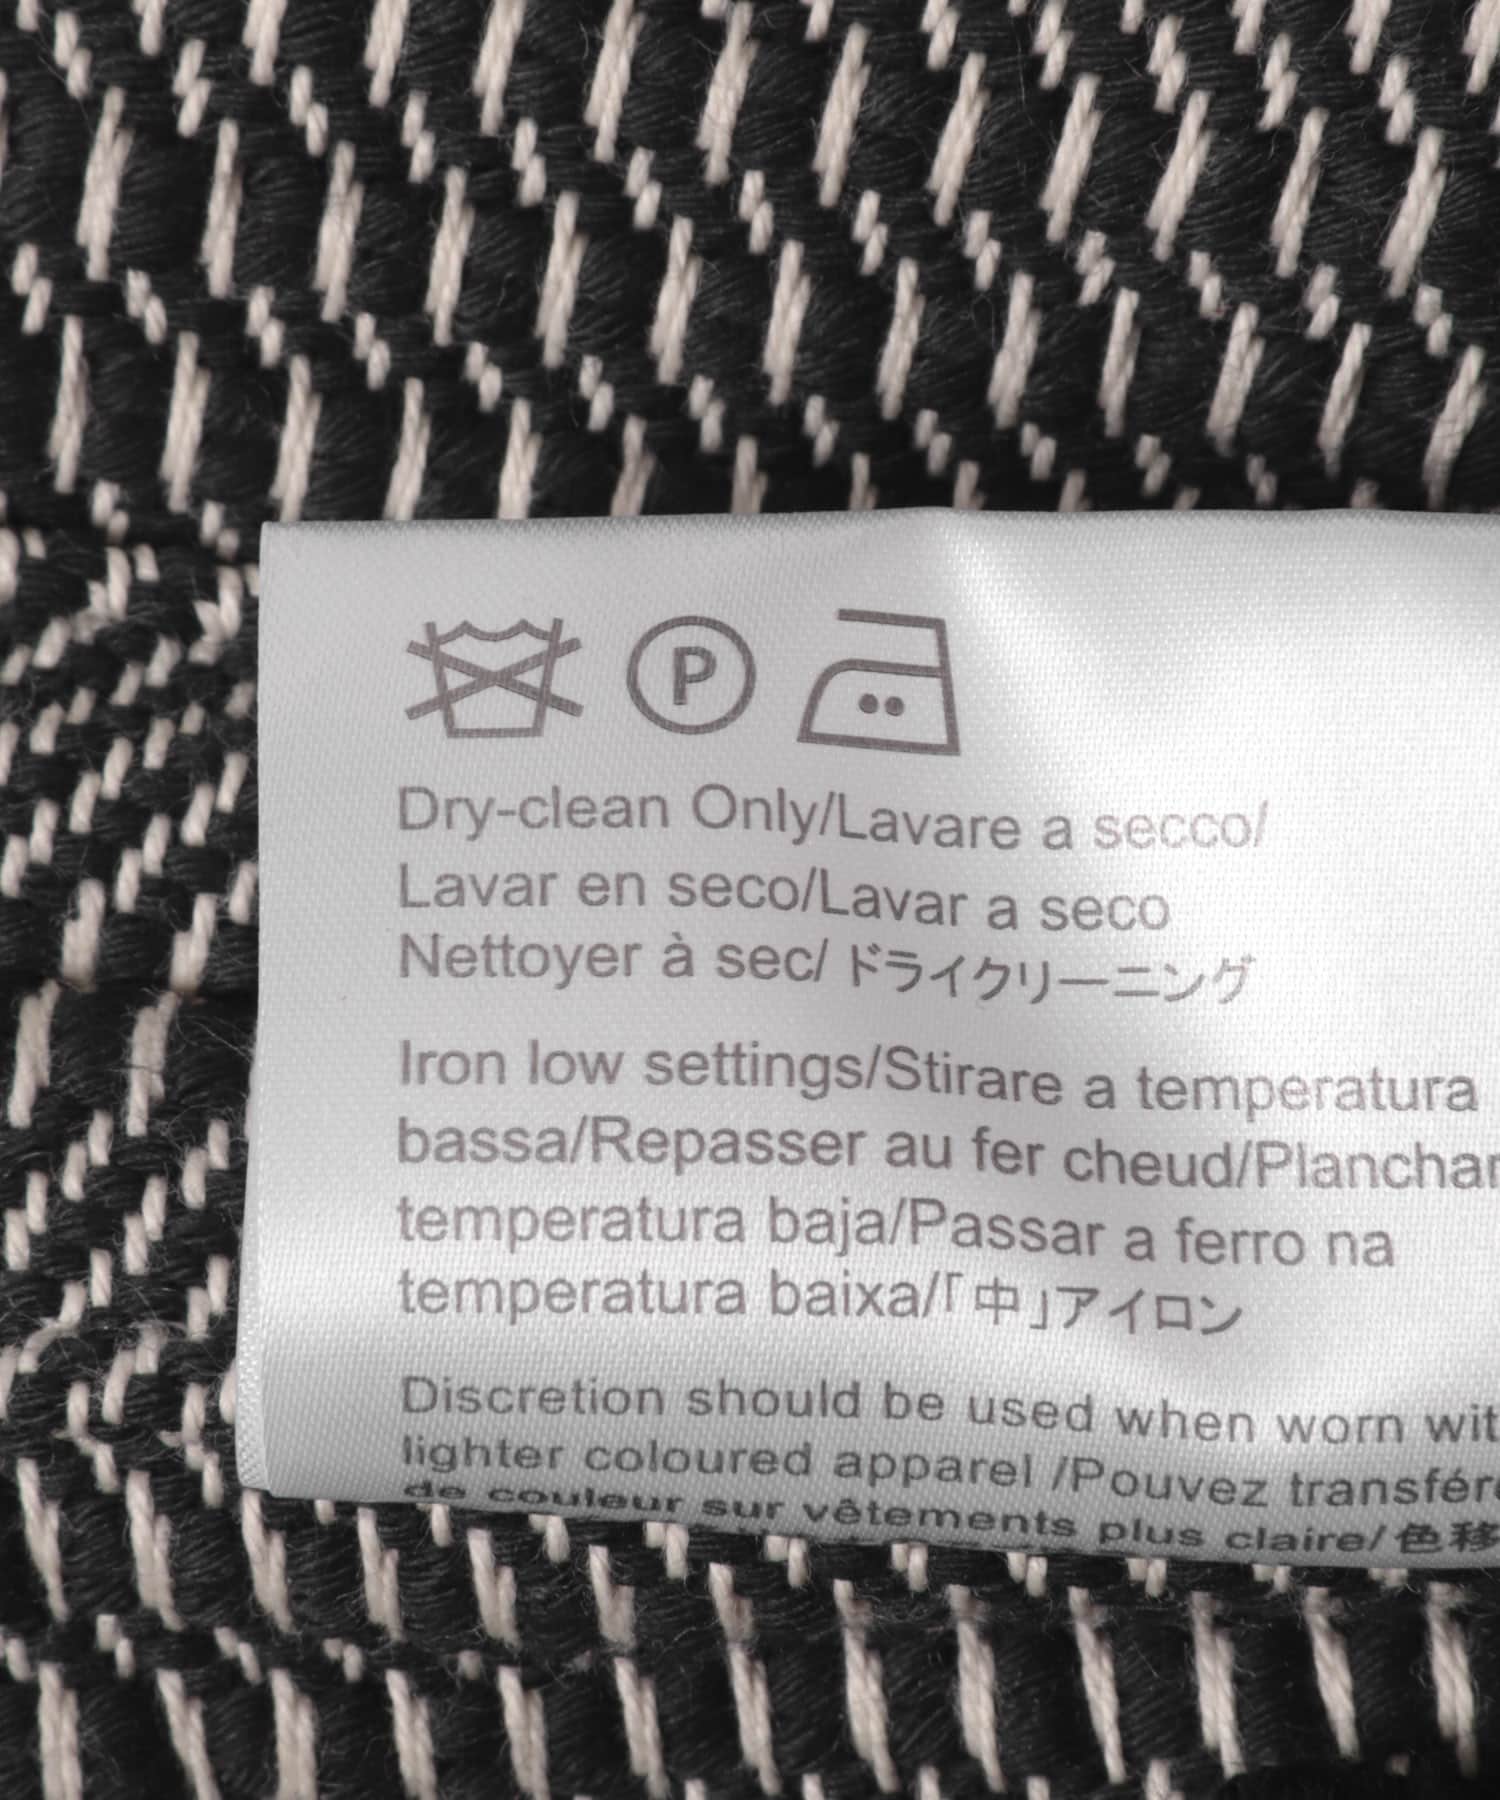 P
Dry-clean Only/Lavare a secco/
Lavar en seco/Lavar a seco
Nettoyer à sec/ ドライクリーニング
Iron low settings/Stirare a temperatura
bassa/Repasser au fer cheud/Planchar
temperatura baja/Passar a ferro na
temperatura baixa/「中」アイロン
Discretion should be used when worn wit
lighter coloured apparel /Pouvez transfére
de couleur sur vêtements plus claire/ 色移